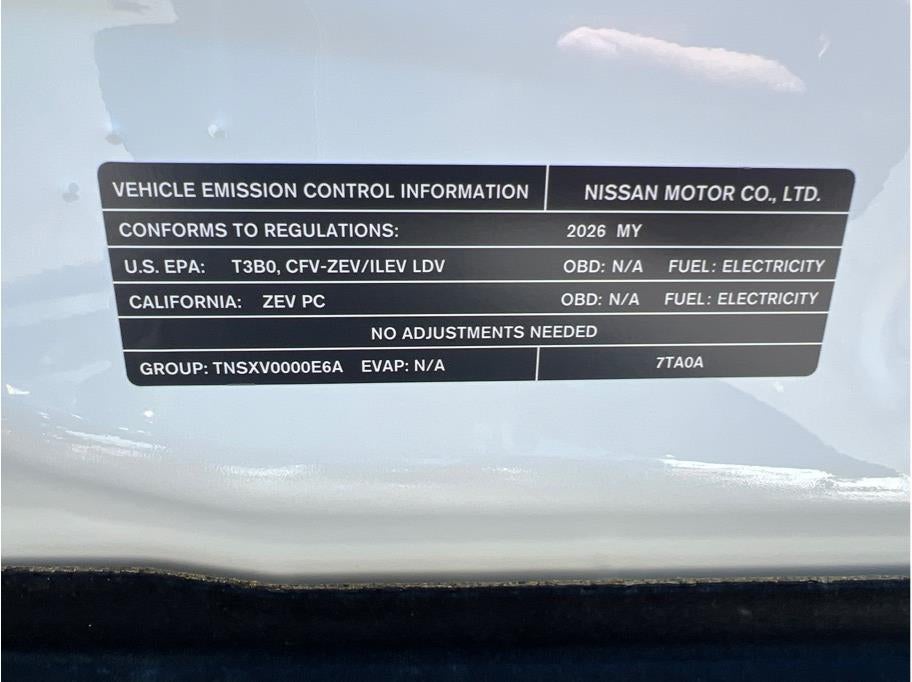 VEHICLE EMISSION CONTROL INFORMATION NISSAN MOTOR CO., LTD.
CONFORMS TO REGULATIONS: 2026 MY
U.S. EPA: T3B0, CFV-ZEV/ILEV LDV OBD: N/A FUEL: ELECTRICITY
CALIFORNIA: ZEV PC OBD: N/A FUEL: ELECTRICITY
NO ADJUSTMENTS NEEDED
GROUP: TNSXV0000E6A EVAP: N/A 7TA0A